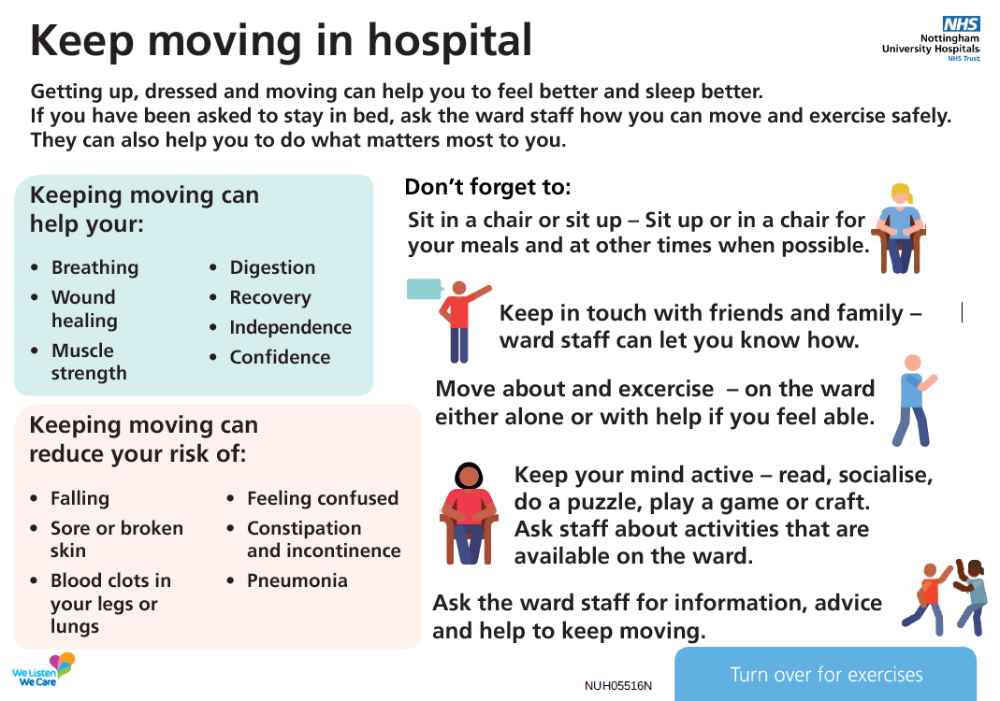 Keep moving in hospital
NHS
Nottingham
University Hospitals
NHS Trust
Getting up, dressed and moving can help you to feel better and sleep better.
If you have been asked to stay in bed, ask the ward staff how you can move and exercise safely.
They can also help you to do what matters most to you.
Keeping moving can
help your:
• Breathing
• Wound
healing
• Muscle
strength
• Digestion
• Recovery
• Independence
• Confidence
Keeping moving can
reduce your risk of:
• Falling
• Sore or broken
skin
• Blood clots in
your legs or
lungs
• Feeling confused
• Constipation
and incontinence
• Pneumonia
Don’t forget to:
Sit in a chair or sit up – Sit up or in a chair for
your meals and at other times when possible.
Keep in touch with friends and family –
ward staff can let you know how.
Move about and excercise – on the ward
either alone or with help if you feel able.
Keep your mind active – read, socialise,
do a puzzle, play a game or craft.
Ask staff about activities that are
available on the ward.
Ask the ward staff for information, advice
and help to keep moving.
We Listen
We Care
NUH05516N
Turn over for exercises